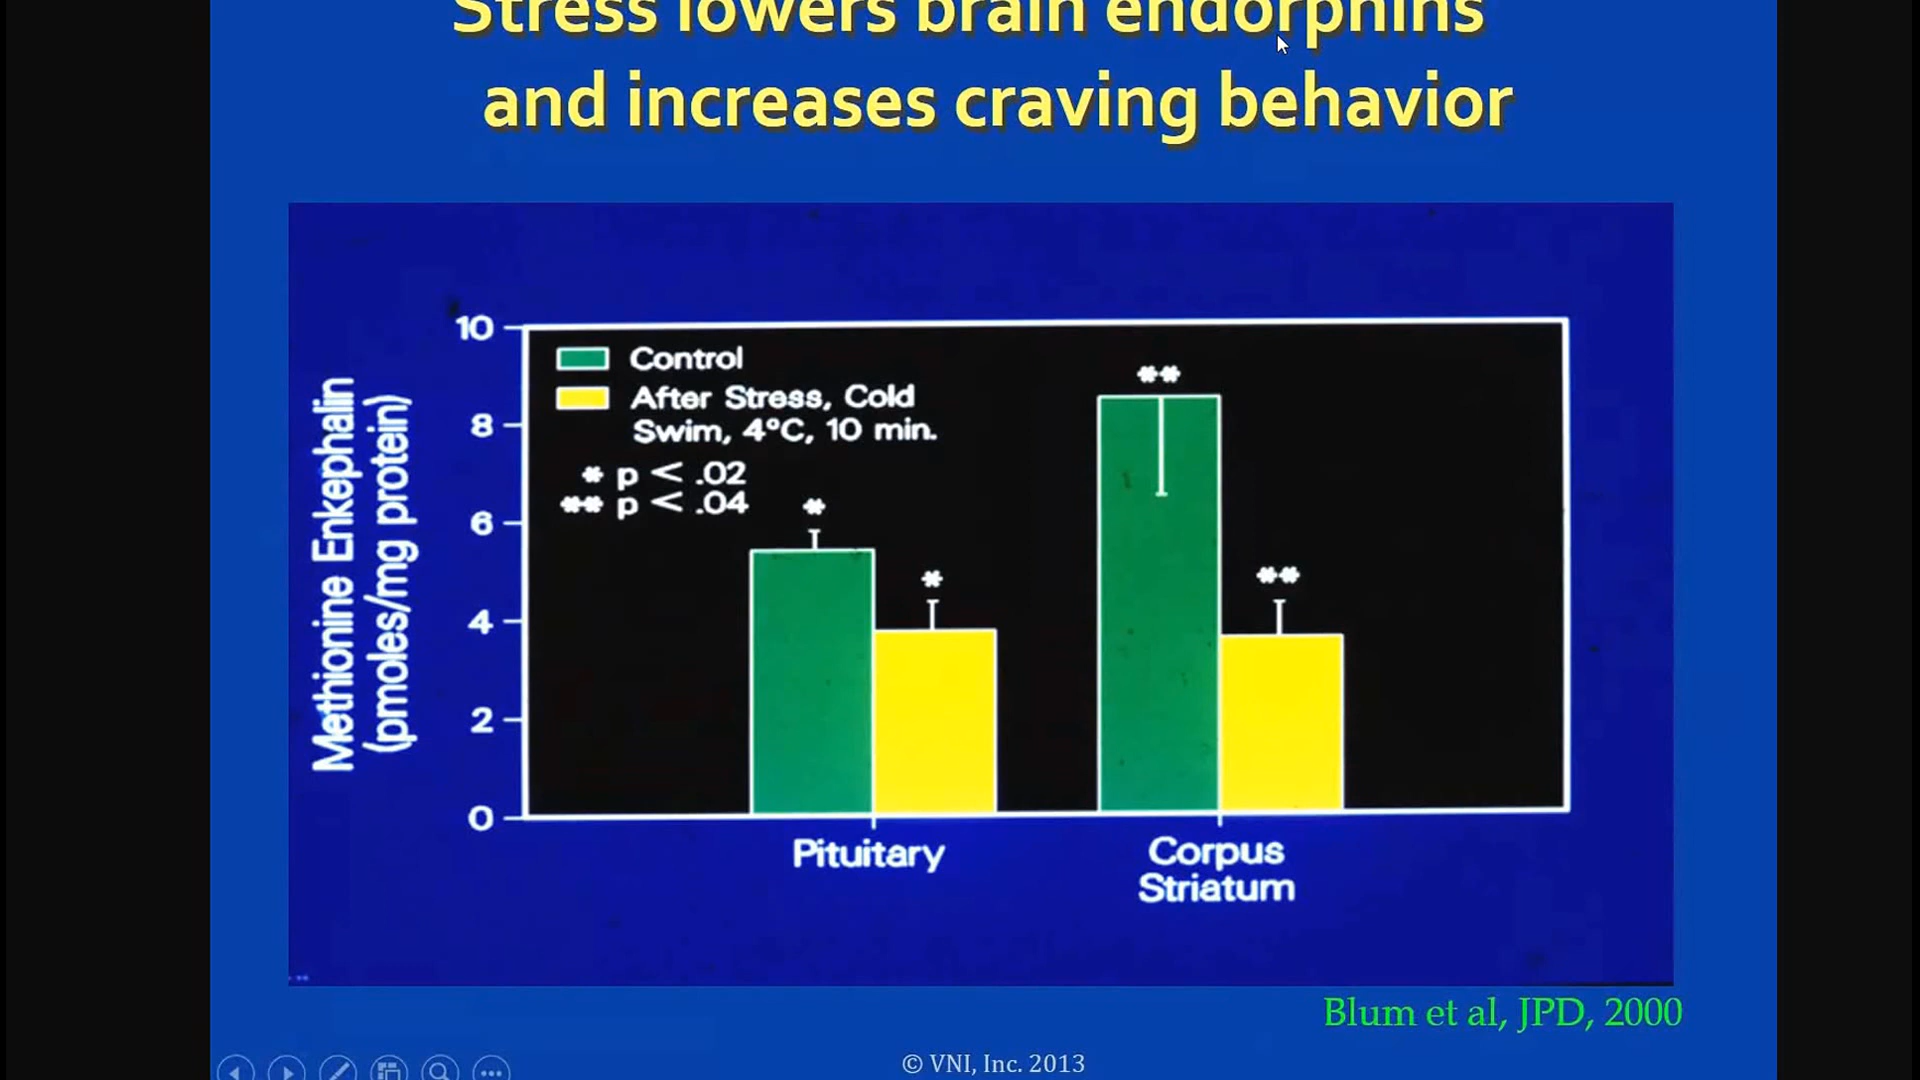 Stress lowers brain endorphins
and increases craving behavior
Methionine Enkephalin
(pmoles/mg protein)
10
8
6
4
2
0
Control
After Stress, Cold
Swim, 4°C, 10 min.
* p < .02
** p < .04
*
*
**
**
Pituitary
Corpus
Striatum
Blum et al, JPD, 2000
© VNI, Inc. 2013